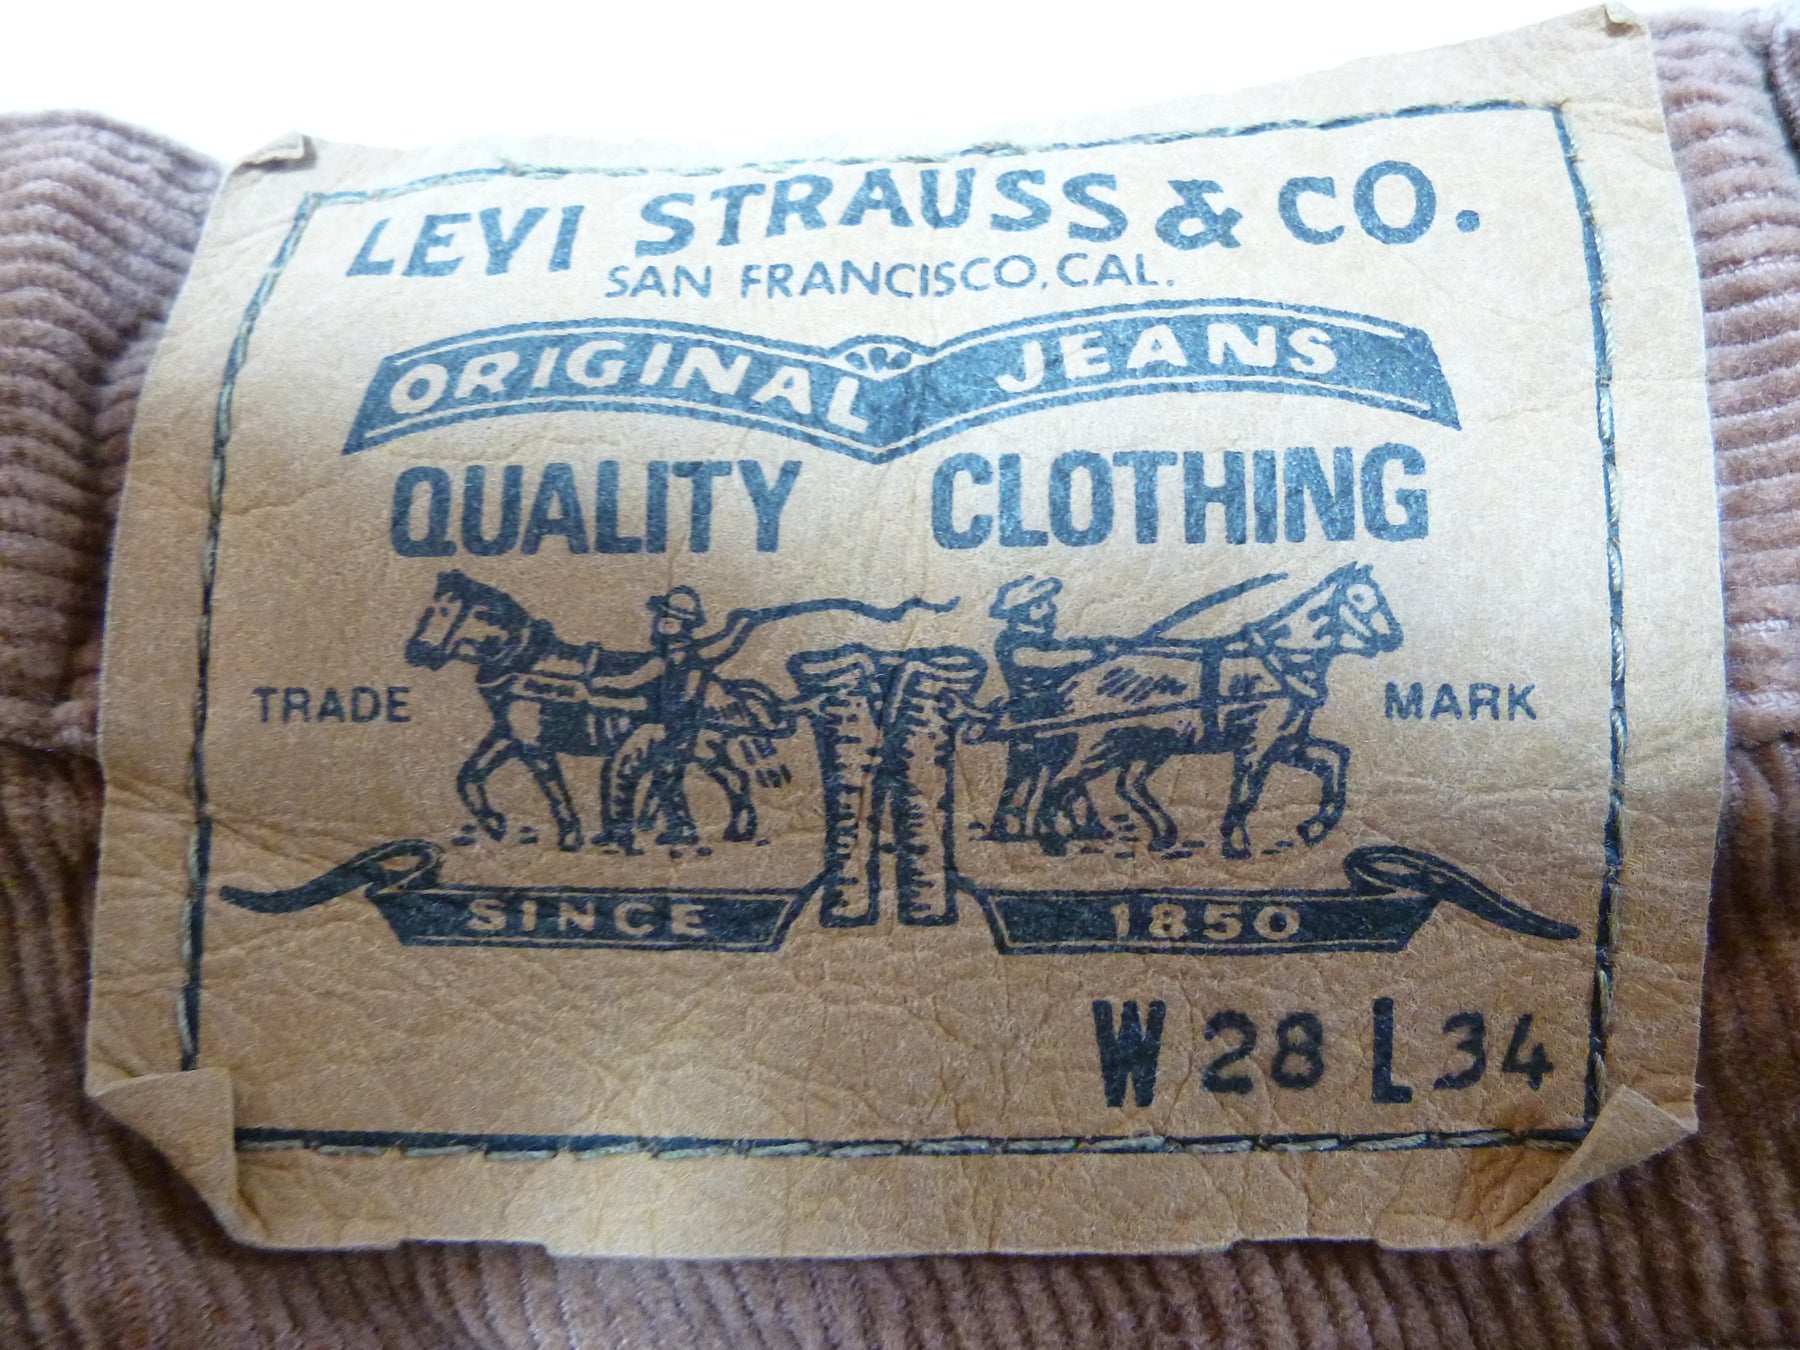 LEVI STRAUSS & CO.
SAN FRANCISCO, CAL.
ORIGINAL JEANS
QUALITY CLOTHING
TRADE MARK
SINCE 1850
W 28 L 34